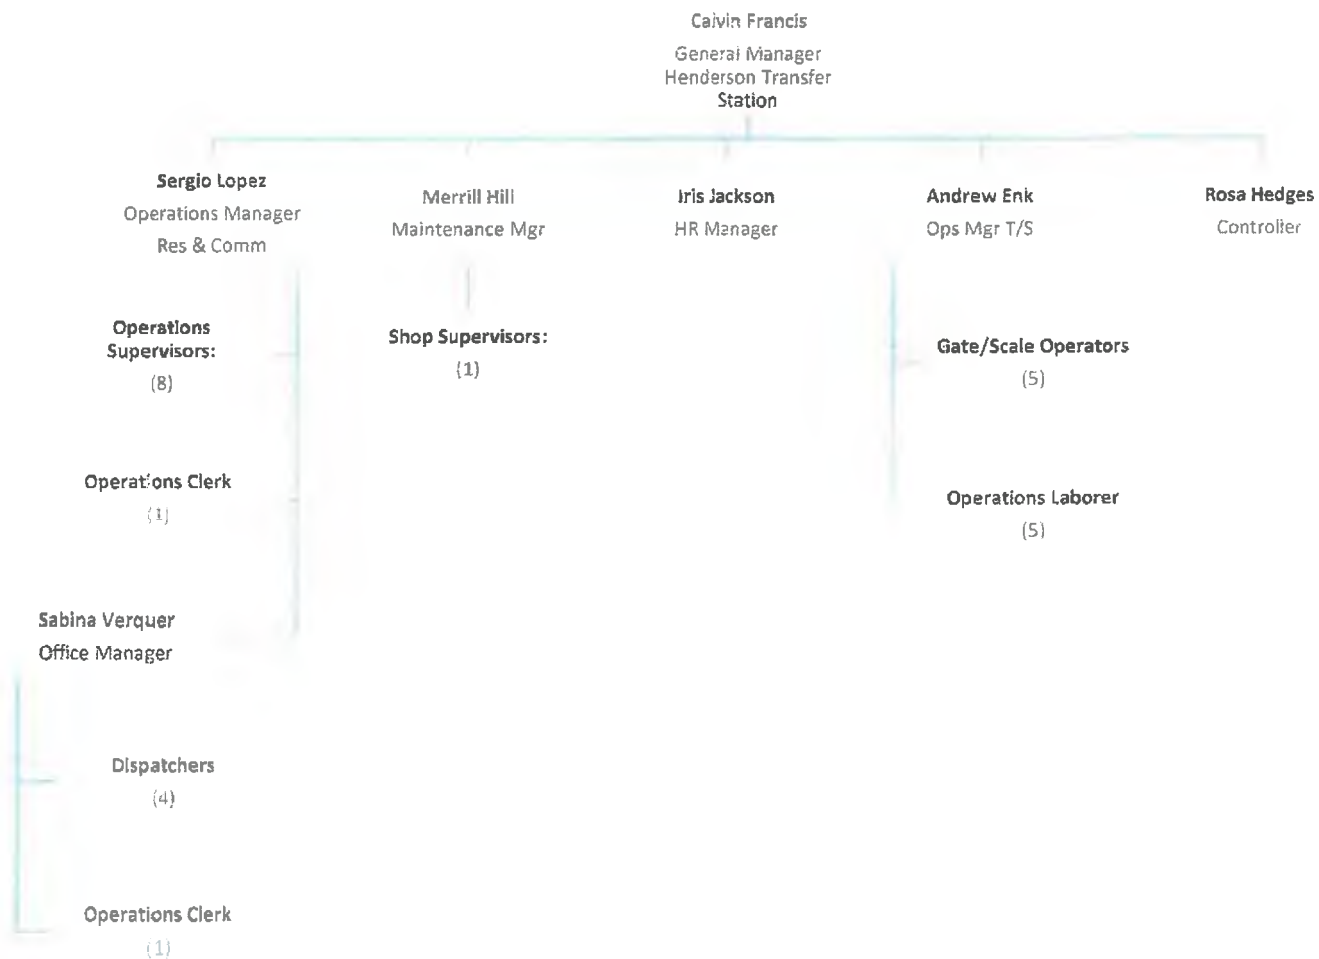 Calvin Francis
General Manager
Henderson Transfer
Station
Sergio Lopez
Operations Manager
Res & Comm
Merrill Hill
Maintenance Mgr
Iris Jackson
HR Manager
Andrew Enk
Ops Mgr T/S
Rosa Hedges
Controller
Operations
Supervisors:
(8)
Shop Supervisors:
(1)
Gate/Scale Operators
(5)
Operations Clerk
(1)
Operations Laborer
(5)
Sabina Verquer
Office Manager
Dispatchers
(4)
Operations Clerk
(1)